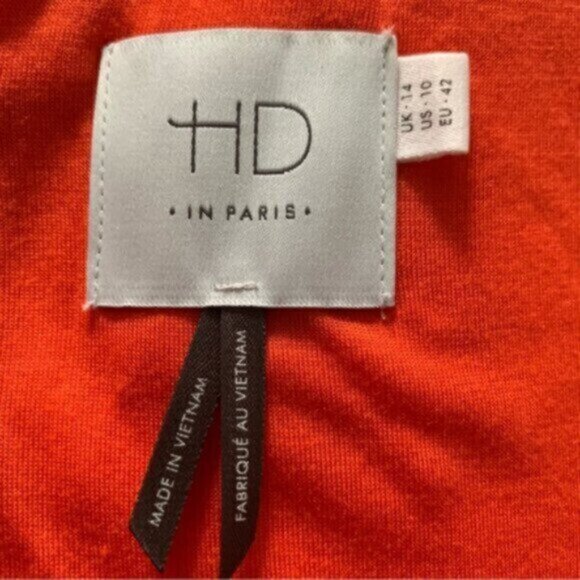 HD
• IN PARIS •
UK • 14
US • 10
EU • 42
MADE IN VIETNAM
FABRIQUÉ AU VIETNAM